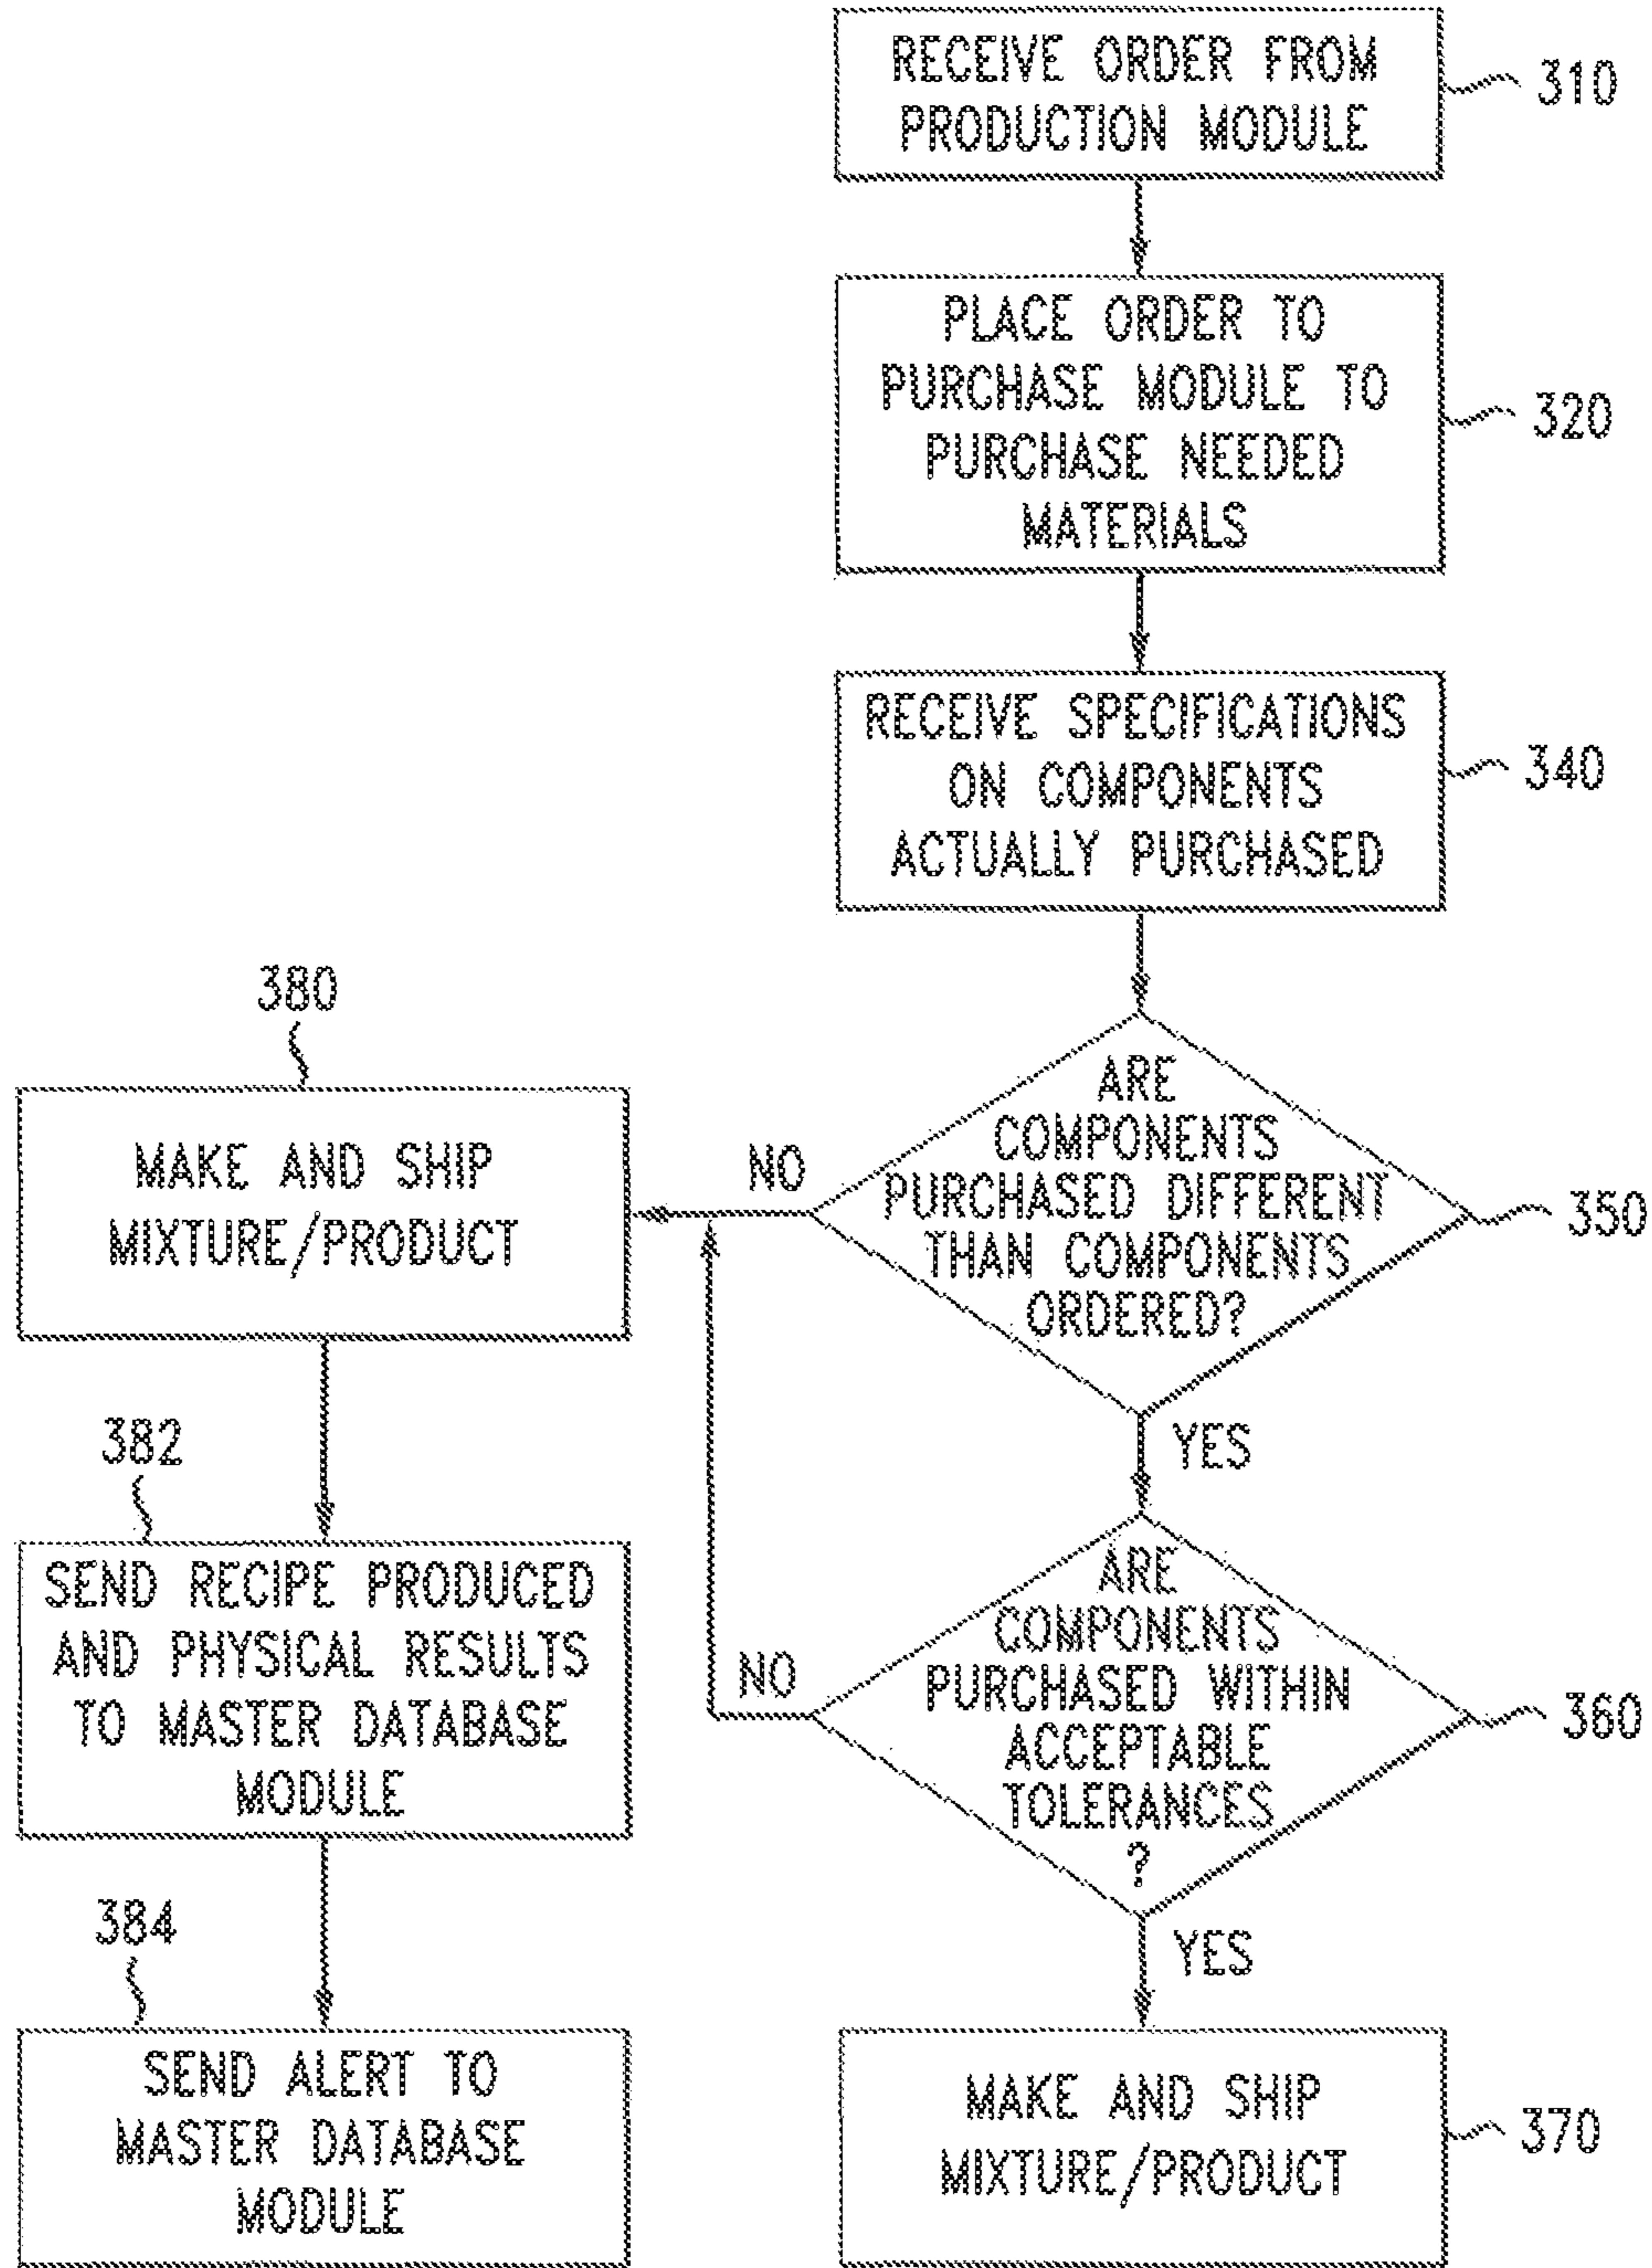 RECEIVE ORDER FROM
PRODUCTION MODULE
310
PLACE ORDER TO
PURCHASE MODULE TO
PURCHASE NEEDED
MATERIALS
320
RECEIVE SPECIFICATIONS
ON COMPONENTS
ACTUALLY PURCHASED
340
ARE
COMPONENTS
PURCHASED DIFFERENT
THAN COMPONENTS
ORDERED?
350
NO
YES
380
MAKE AND SHIP
MIXTURE/PRODUCT
382
SEND RECIPE PRODUCED
AND PHYSICAL RESULTS
TO MASTER DATABASE
MODULE
384
SEND ALERT TO
MASTER DATABASE
MODULE
ARE
COMPONENTS
PURCHASED WITHIN
ACCEPTABLE
TOLERANCES
?
360
NO
YES
MAKE AND SHIP
MIXTURE/PRODUCT
370